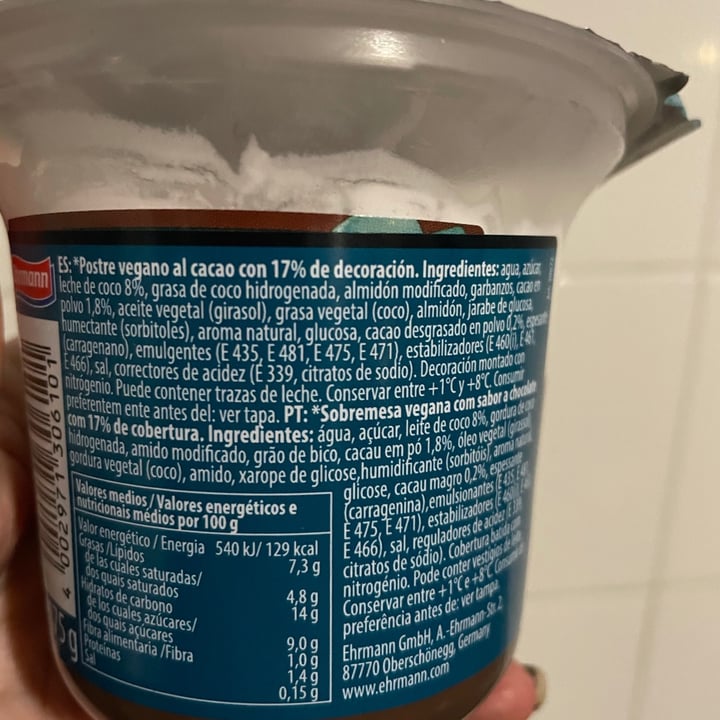 ES: *Postre vegano al cacao con 17% de decoración. Ingredientes: agua, azúcar,
leche de coco 8%, grasa de coco hidrogenada, almidón modificado, garbanzos, cacao en
polvo 1,8%, aceite vegetal (girasol), grasa vegetal (coco), almidón, jarabe de glucosa,
humectante (sorbitoles), aroma natural, glucosa, cacao desgrasado en polvo 0,2%, espesante
(carragenano), emulgentes (E 435, E 481, E 475, E 471), estabilizadores (E 460(i), E 461,
E 466), sal, correctores de acidez (E 339, citratos de sodio). Decoración montado con
nitrógenio. Puede contener trazas de leche. Conservar entre +1°C y +8°C. Consumir
preferentem ente antes del: ver tapa. PT: *Sobremesa vegana com sabor a chocolate
com 17% de cobertura. Ingredientes: água, açúcar, leite de coco 8%, gordura de coco
hidrogenada, amido modificado, grão de bico, cacau em pó 1,8%, óleo vegetal (girassol),
gordura vegetal (coco), amido, xarope de glicose, humidificante (sorbitóis), aroma natural,
glicose, cacau magro 0,2%, espessante
(carragenina), emulsionantes (E 435, E 481,
E 475, E 471), estabilizadores (E 460(i), E 461,
E 466), sal, reguladores de acidez (E 339,
citratos de sódio). Cobertura batida com
nitrogénio. Pode conter vestígios de leite.
Conservar entre +1°C e +8°C. Consumir de
preferência antes de: ver tampa.
Ehrmann GmbH, A.-Ehrmann-Str. 2,
87770 Oberschönegg, Germany
www.ehrmann.com
Valores medios / Valores energéticos e
nutricionais médios por 100 g
Valor energético / Energia 540 kJ/ 129 kcal
Grasas /Lípidos 7,3 g
de las cuales saturadas/
dos quais saturados 4,8 g
Hidratos de carbono 14 g
de los cuales azúcares/
dos quais açúcares 9,0 g
Fibra alimentaria /Fibra 1,0 g
Proteínas 1,4 g
Sal 0,15 g
4 002971 306101
5 g
rmann